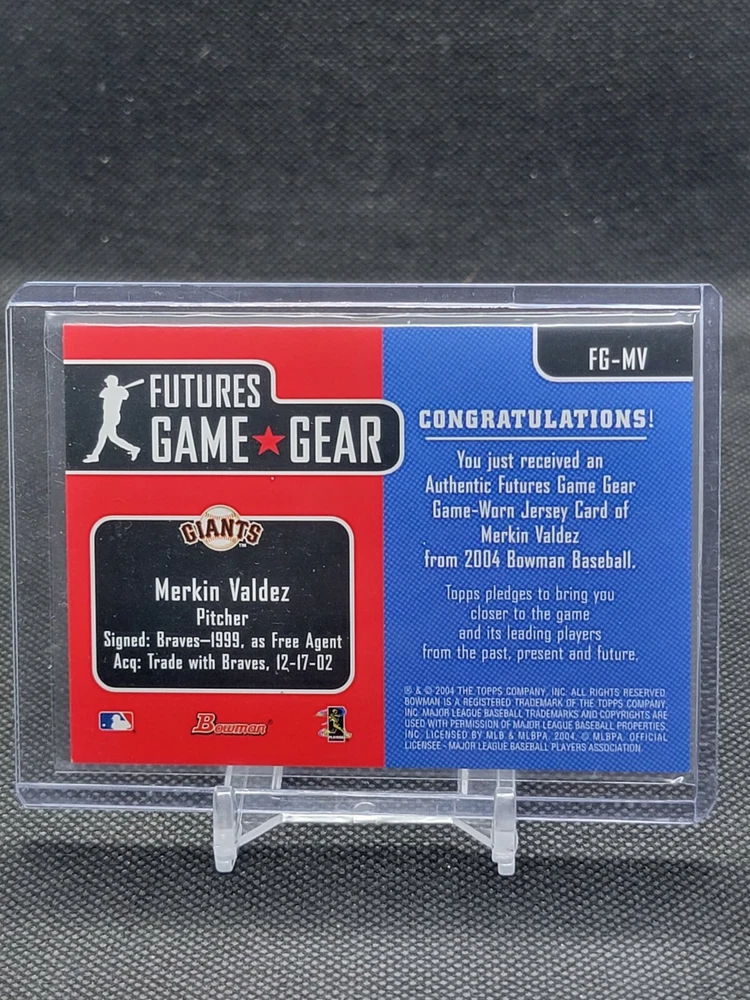 FUTURES
GAME★GEAR
GIANTS
TM
Merkin Valdez
Pitcher
Signed: Braves—1999, as Free Agent
Acq: Trade with Braves, 12-17-02
Bowman®
FG-MV
CONGRATULATIONS!
You just received an
Authentic Futures Game Gear
Game-Worn Jersey Card of
Merkin Valdez
from 2004 Bowman Baseball.
Topps pledges to bring you
closer to the game
and its leading players
from the past, present and future.
® & © 2004 THE TOPPS COMPANY, INC. ALL RIGHTS RESERVED.
BOWMAN IS A REGISTERED TRADEMARK OF THE TOPPS COMPANY,
INC. MAJOR LEAGUE BASEBALL TRADEMARKS AND COPYRIGHTS ARE
USED WITH PERMISSION OF MAJOR LEAGUE BASEBALL PROPERTIES,
INC. LICENSED BY MLB & MLBPA, 2004. © MLBPA. OFFICIAL
LICENSEE - MAJOR LEAGUE BASEBALL PLAYERS ASSOCIATION.